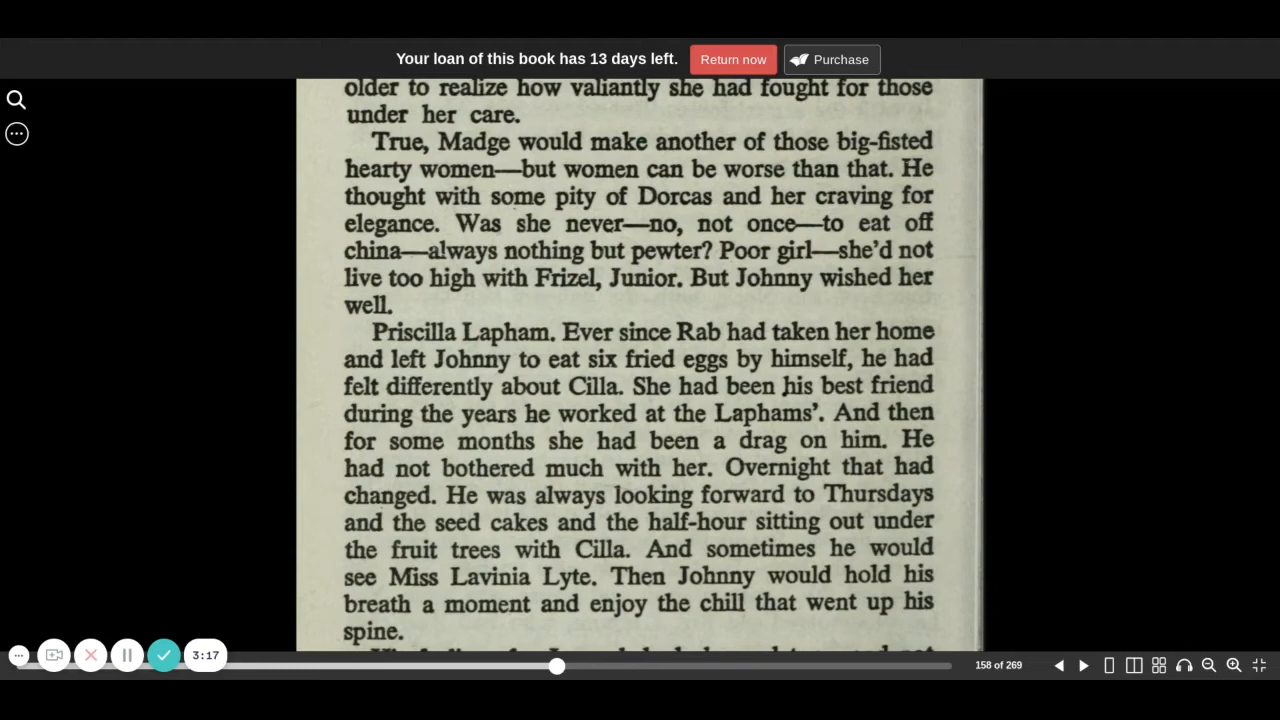 Your loan of this book has 13 days left. Return now Purchase
older to realize how valiantly she had fought for those
under her care.
True, Madge would make another of those big-fisted
hearty women—but women can be worse than that. He
thought with some pity of Dorcas and her craving for
elegance. Was she never—no, not once—to eat off
china—always nothing but pewter? Poor girl—she'd not
live too high with Frizel, Junior. But Johnny wished her
well.
Priscilla Lapham. Ever since Rab had taken her home
and left Johnny to eat six fried eggs by himself, he had
felt differently about Cilla. She had been his best friend
during the years he worked at the Laphams'. And then
for some months she had been a drag on him. He
had not bothered much with her. Overnight that had
changed. He was always looking forward to Thursdays
and the seed cakes and the half-hour sitting out under
the fruit trees with Cilla. And sometimes he would
see Miss Lavinia Lyte. Then Johnny would hold his
breath a moment and enjoy the chill that went up his
spine.
3:17
158 of 269